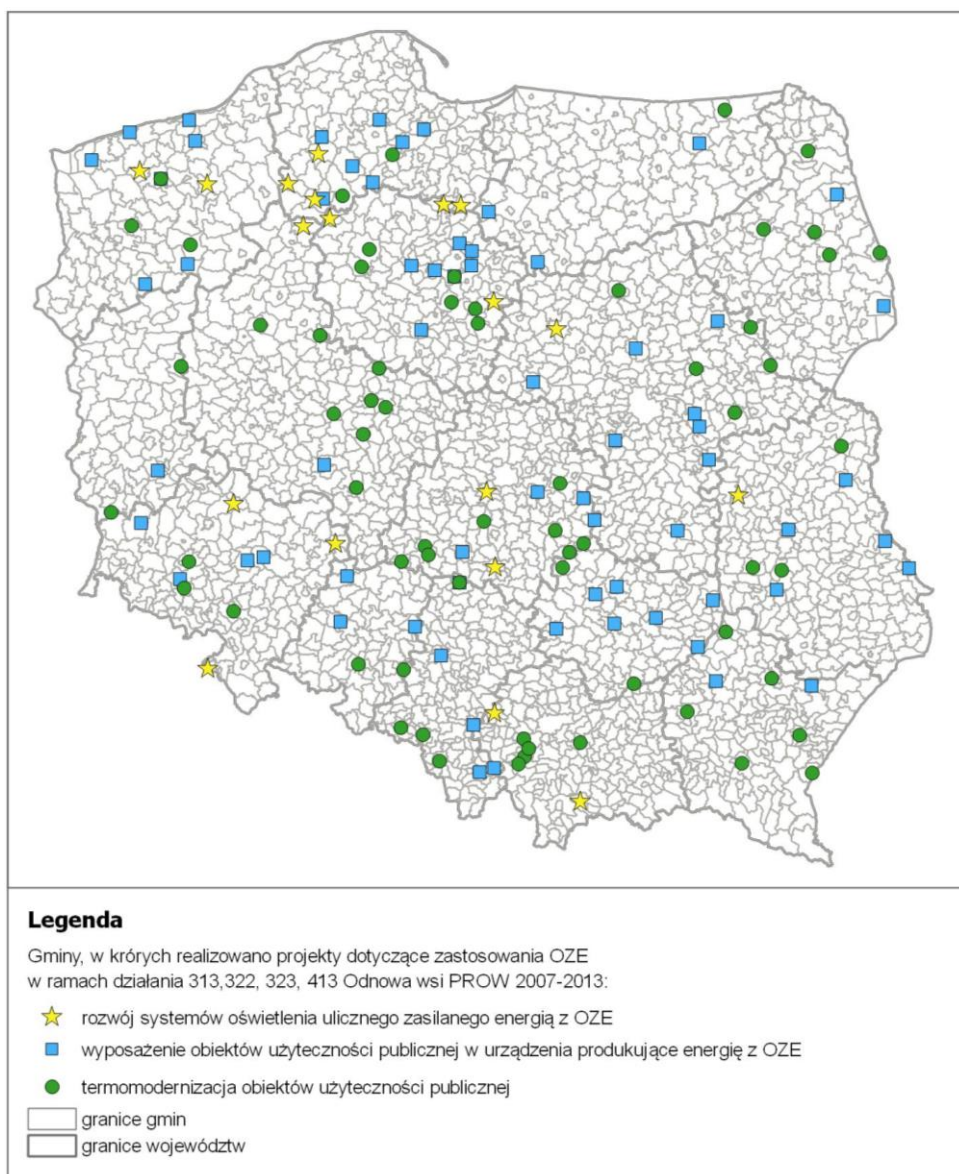 Legenda
Gminy, w krórych realizowano projekty dotyczące zastosowania OZE
w ramach działania 313,322, 323, 413 Odnowa wsi PROW 2007-2013:
rozwój systemów oświetlenia ulicznego zasilanego energią z OZE
wyposażenie obiektów użyteczności publicznej w urządzenia produkujące energię z OZE
termomodernizacja obiektów użyteczności publicznej
granice gmin
granice województw